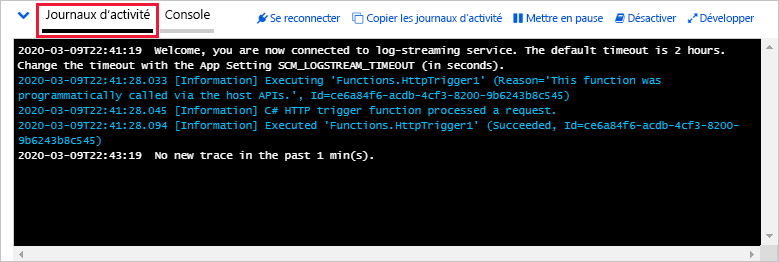 Journaux d'activité Console Se reconnecter Copier les journaux d'activité Mettre en pause Désactiver Développer
2020-03-09T22:41:19 Welcome, you are now connected to log-streaming service. The default timeout is 2 hours.
Change the timeout with the App Setting SCM_LOGSTREAM_TIMEOUT (in seconds).
2020-03-09T22:41:28.033 [Information] Executing 'Functions.HttpTrigger1' (Reason='This function was
programmatically called via the host APIs.', Id=ce6a84f6-acdb-4cf3-8200-9b6243b8c545)
2020-03-09T22:41:28.045 [Information] C# HTTP trigger function processed a request.
2020-03-09T22:41:28.094 [Information] Executed 'Functions.HttpTrigger1' (Succeeded, Id=ce6a84f6-acdb-4cf3-8200-
9b6243b8c545)
2020-03-09T22:43:19 No new trace in the past 1 min(s).